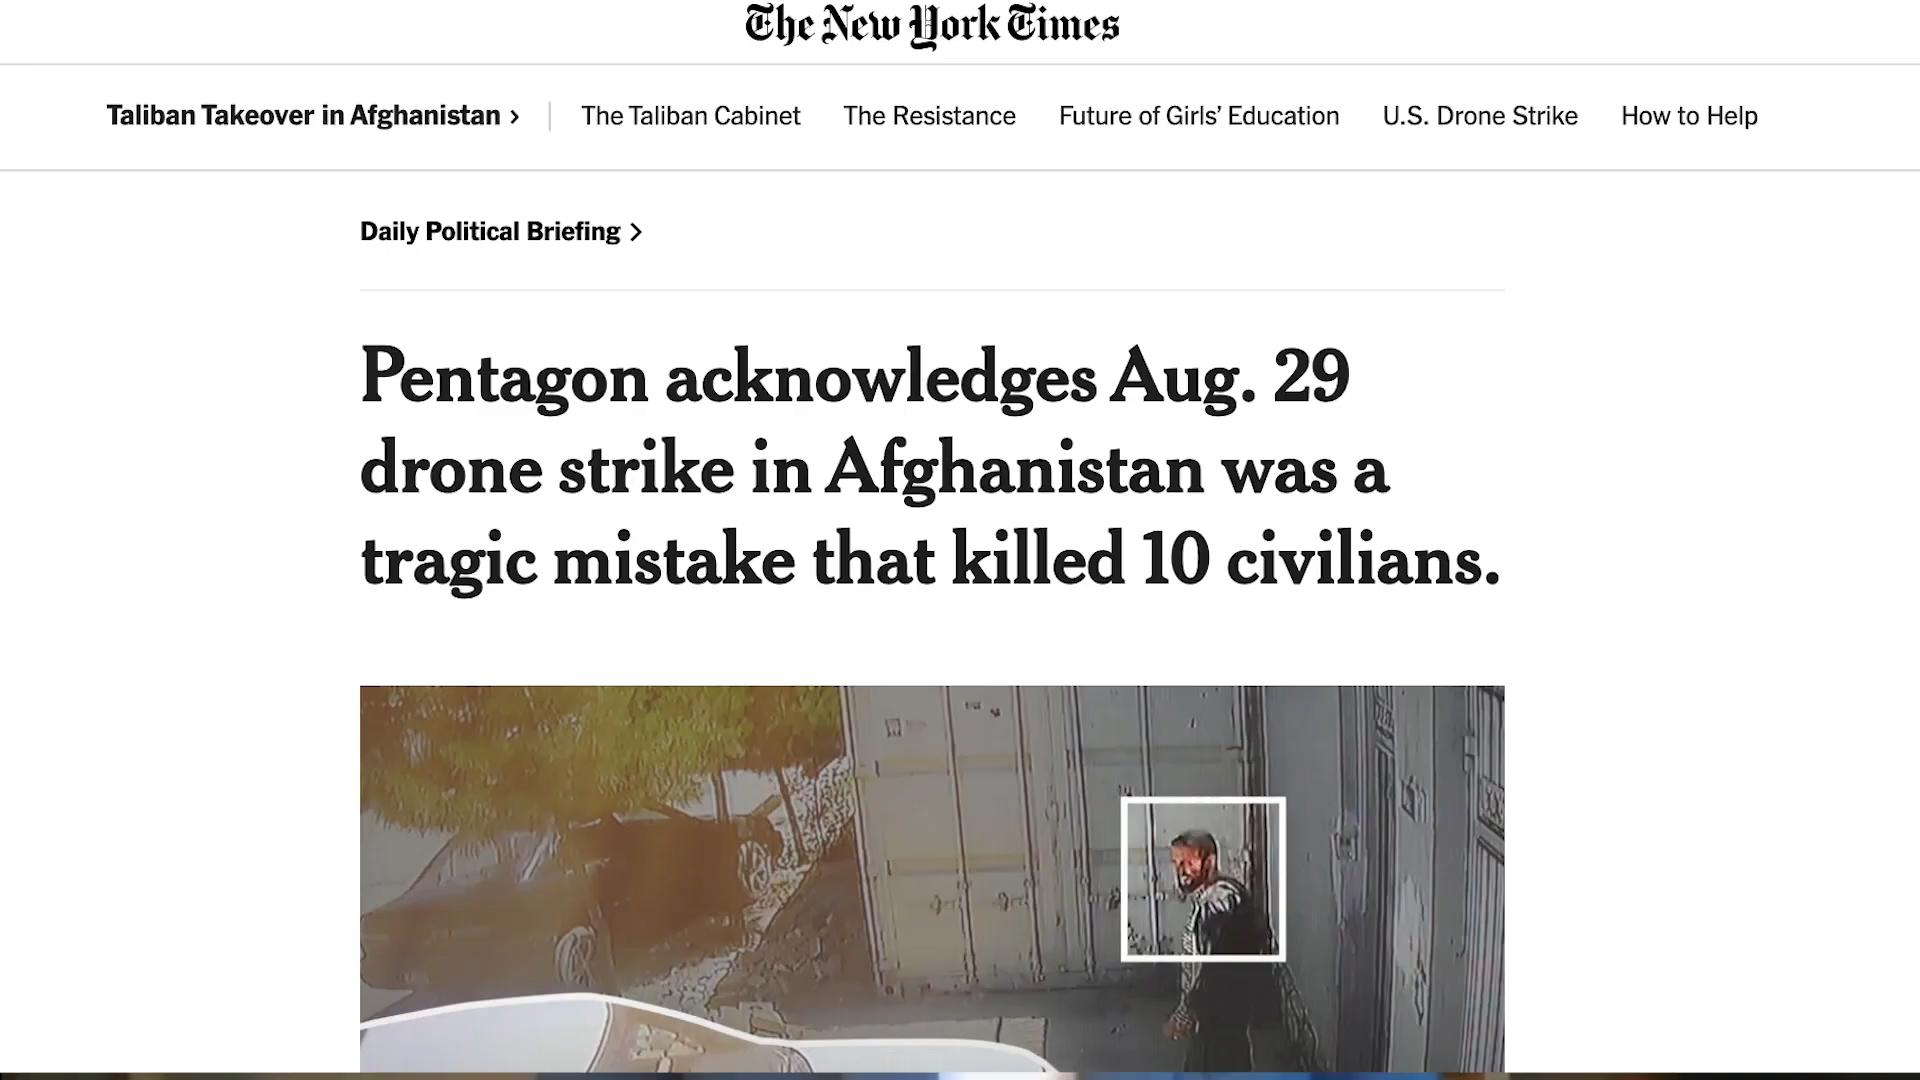 The New York Times
Taliban Takeover in Afghanistan › The Taliban Cabinet The Resistance Future of Girls’ Education U.S. Drone Strike How to Help
Daily Political Briefing ›
Pentagon acknowledges Aug. 29
drone strike in Afghanistan was a
tragic mistake that killed 10 civilians.